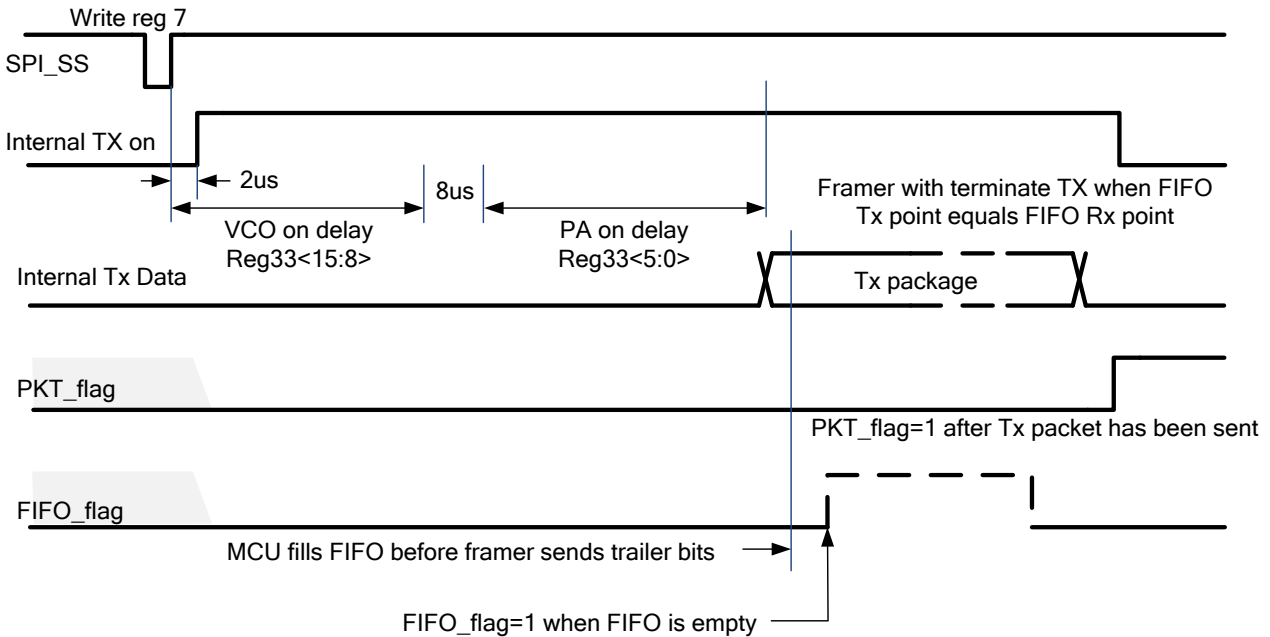 Write reg 7
SPI_SS
Internal TX on
2us
8us
VCO on delay
Reg33<15:8>
PA on delay
Reg33<5:0>
Framer with terminate TX when FIFO
Tx point equals FIFO Rx point
Internal Tx Data
Tx package
PKT_flag
PKT_flag=1 after Tx packet has been sent
FIFO_flag
MCU fills FIFO before framer sends trailer bits
FIFO_flag=1 when FIFO is empty